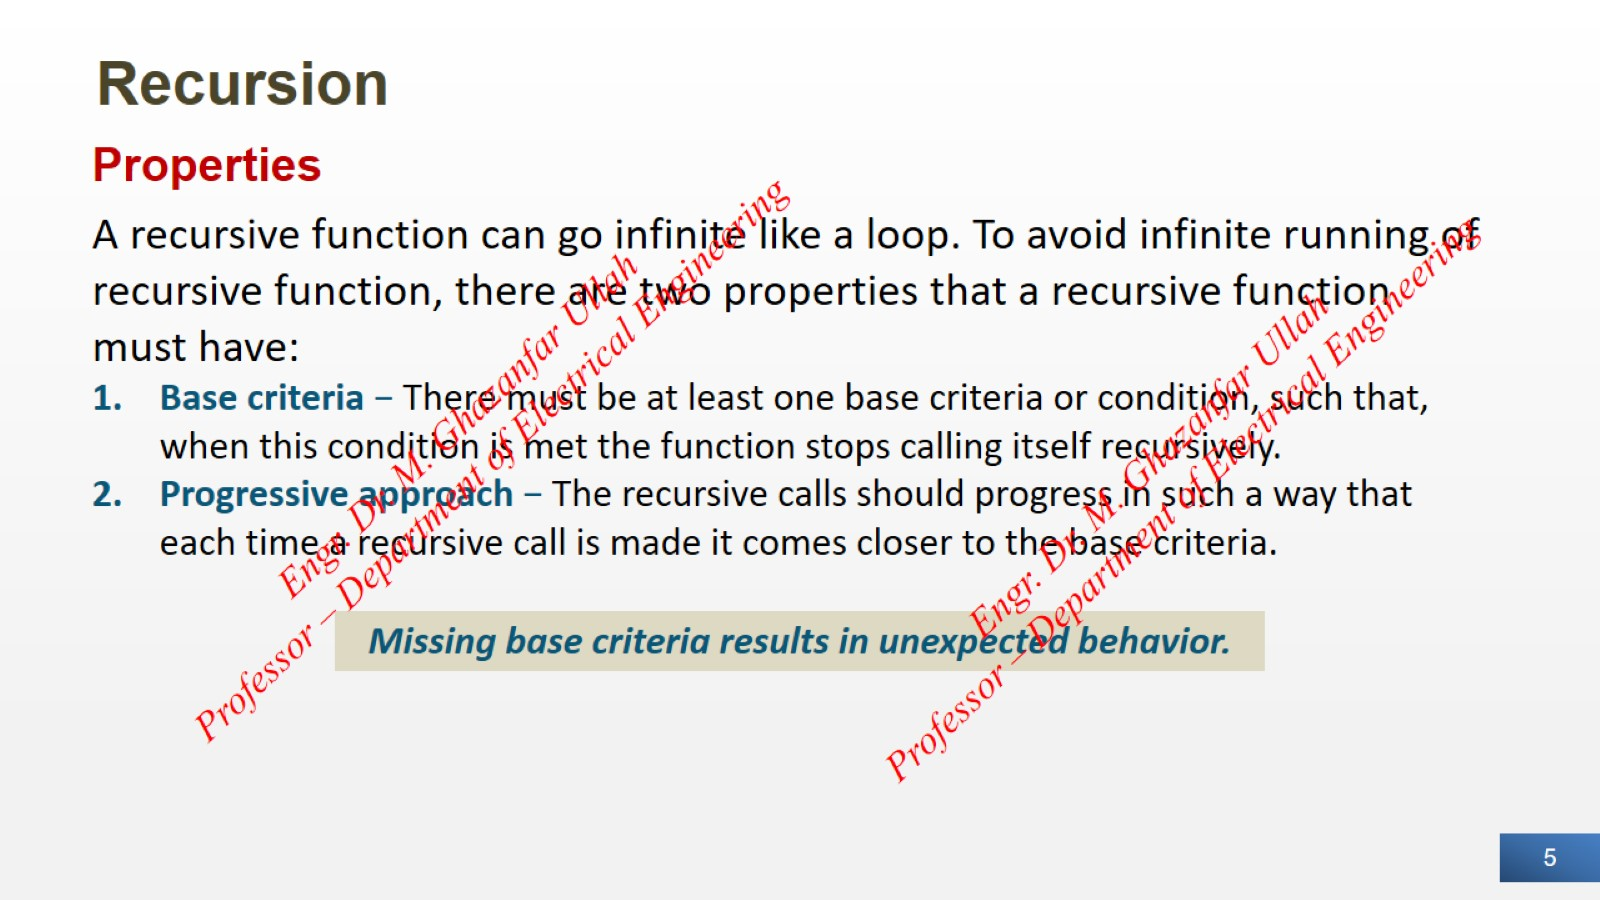 Recursion
Properties
A recursive function can go infinite like a loop. To avoid infinite running of
recursive function, there are two properties that a recursive function
must have:
1. Base criteria – There must be at least one base criteria or condition, such that,
when this condition is met the function stops calling itself recursively.
2. Progressive approach – The recursive calls should progress in such a way that
each time a recursive call is made it comes closer to the base criteria.
Missing base criteria results in unexpected behavior.
Engr. Dr. M. Ghazanfar Ullah
Professor – Department of Electrical Engineering
Engr. Dr. M. Ghazanfar Ullah
Professor – Department of Electrical Engineering
5